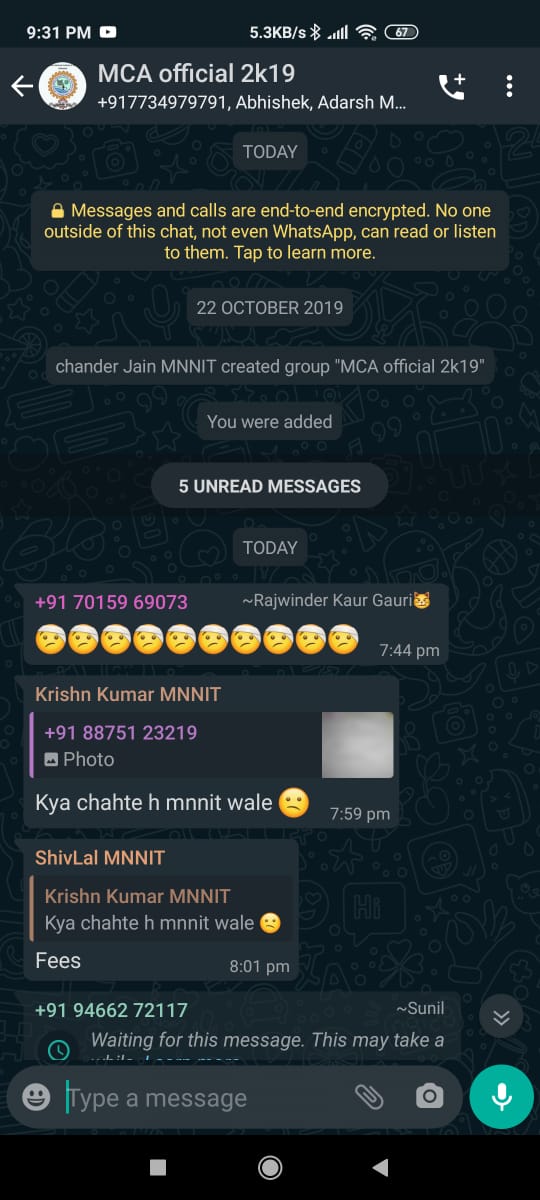 9:31 PM 5.3KB/s 67
MCA official 2k19
+917734979791, Abhishek, Adarsh M...
TODAY
🔒 Messages and calls are end-to-end encrypted. No one
outside of this chat, not even WhatsApp, can read or listen
to them. Tap to learn more.
22 OCTOBER 2019
chander Jain MNNIT created group "MCA official 2k19"
You were added
5 UNREAD MESSAGES
TODAY
+91 70159 69073 ~Rajwinder Kaur Gauri😼
🤕🤕🤕🤕🤕🤕🤕🤕🤕🤕
7:44 pm
Krishn Kumar MNNIT
+91 88751 23219
Photo
Kya chahte h mnnit wale 🙁
7:59 pm
ShivLal MNNIT
Krishn Kumar MNNIT
Kya chahte h mnnit wale 🙁
Fees
8:01 pm
+91 94662 72117 ~Sunil
Waiting for this message. This may take a
Type a message